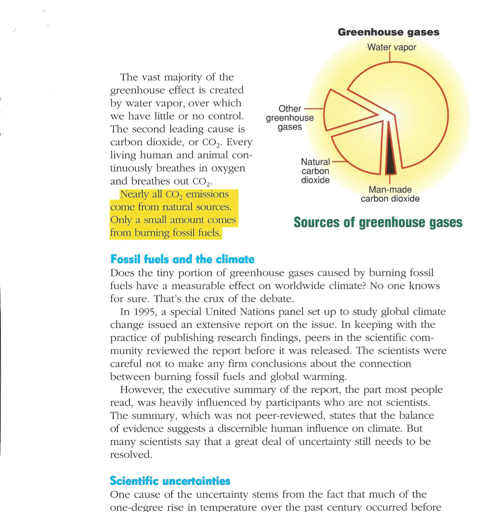 Greenhouse gases
Water vapor
Other
greenhouse
gases
Natural
carbon
dioxide
Man-made
carbon dioxide
Sources of greenhouse gases
The vast majority of the
greenhouse effect is created
by water vapor, over which
we have little or no control.
The second leading cause is
carbon dioxide, or CO₂. Every
living human and animal con-
tinuously breathes in oxygen
and breathes out CO₂.
Nearly all CO₂ emissions
come from natural sources.
Only a small amount comes
from burning fossil fuels.
Fossil fuels and the climate
Does the tiny portion of greenhouse gases caused by burning fossil
fuels have a measurable effect on worldwide climate? No one knows
for sure. That's the crux of the debate.
In 1995, a special United Nations panel set up to study global climate
change issued an extensive report on the issue. In keeping with the
practice of publishing research findings, peers in the scientific com-
munity reviewed the report before it was released. The scientists were
careful not to make any firm conclusions about the connection
between burning fossil fuels and global warming.
However, the executive summary of the report, the part most people
read, was heavily influenced by participants who are not scientists.
The summary, which was not peer-reviewed, states that the balance
of evidence suggests a discernible human influence on climate. But
many scientists say that a great deal of uncertainty still needs to be
resolved.
Scientific uncertainties
One cause of the uncertainty stems from the fact that much of the
one-degree rise in temperature over the past century occurred before